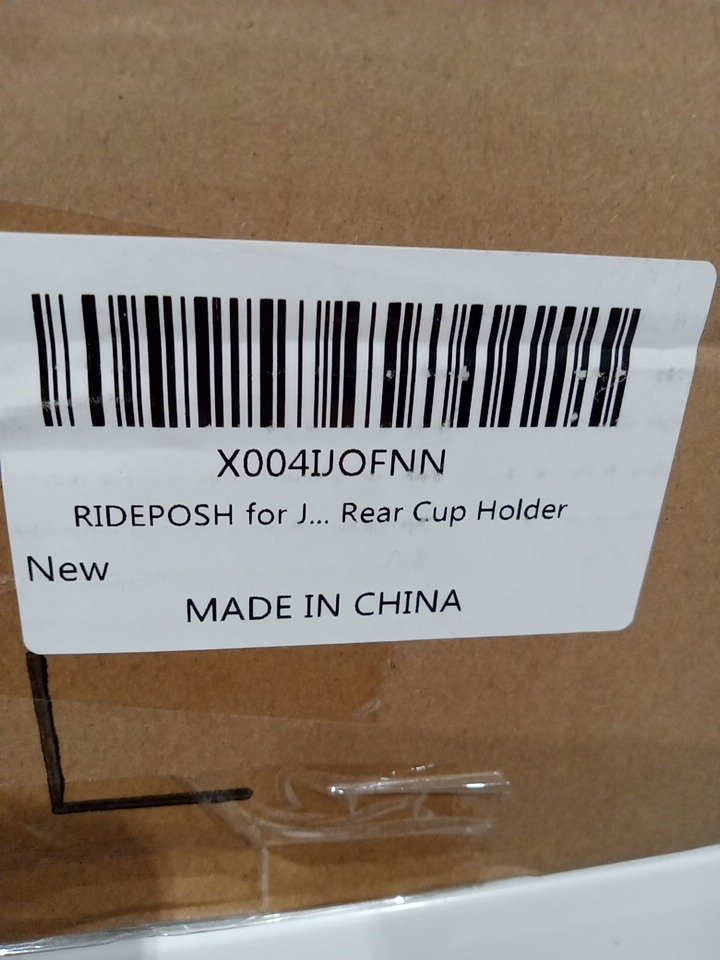 X004IJOFNN
RIDEPOSH for J... Rear Cup Holder
New
MADE IN CHINA